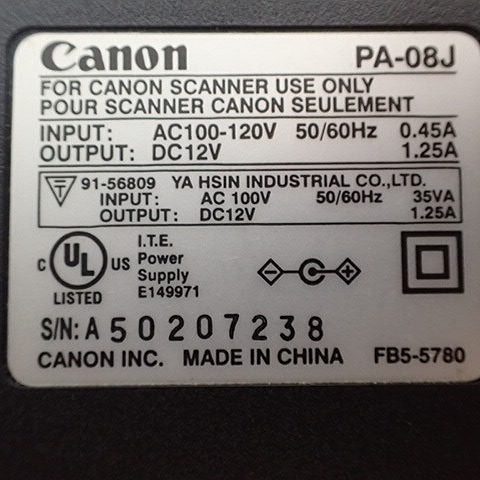 Canon PA-08J
FOR CANON SCANNER USE ONLY
POUR SCANNER CANON SEULEMENT
INPUT: AC100-120V 50/60Hz 0.45A
OUTPUT: DC12V 1.25A
T 91-56809 YA HSIN INDUSTRIAL CO.,LTD.
INPUT: AC 100V 50/60Hz 35VA
OUTPUT: DC12V 1.25A
C UL US
LISTED
I.T.E.
Power
Supply
E149971
S/N: A 50207238
CANON INC. MADE IN CHINA FB5-5780